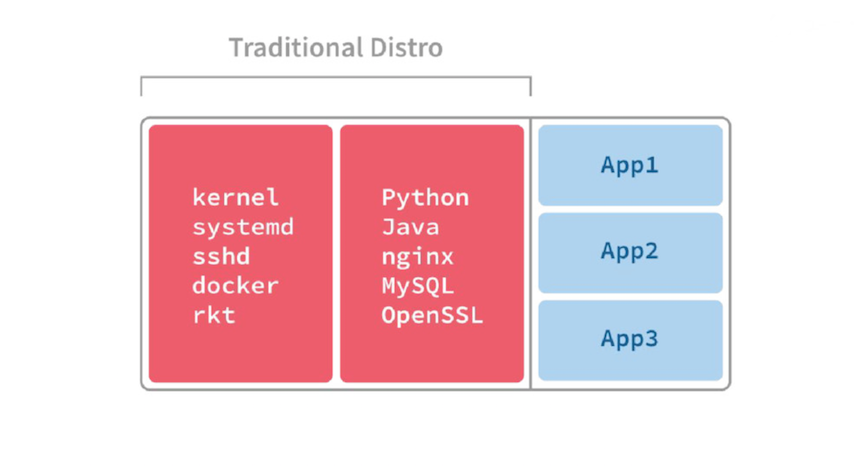 Traditional Distro
kernel
systemd
sshd
docker
rkt
Python
Java
nginx
MySQL
OpenSSL
App1
App2
App3